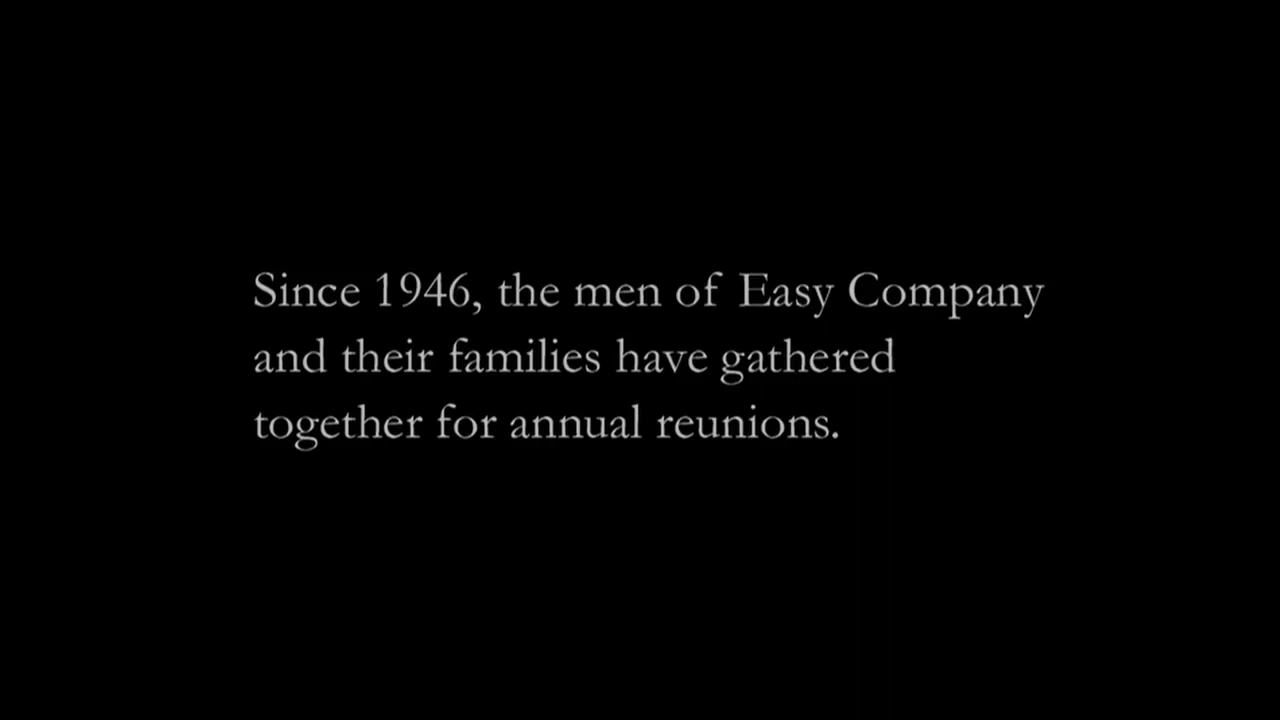 Since 1946, the men of Easy Company
and their families have gathered
together for annual reunions.